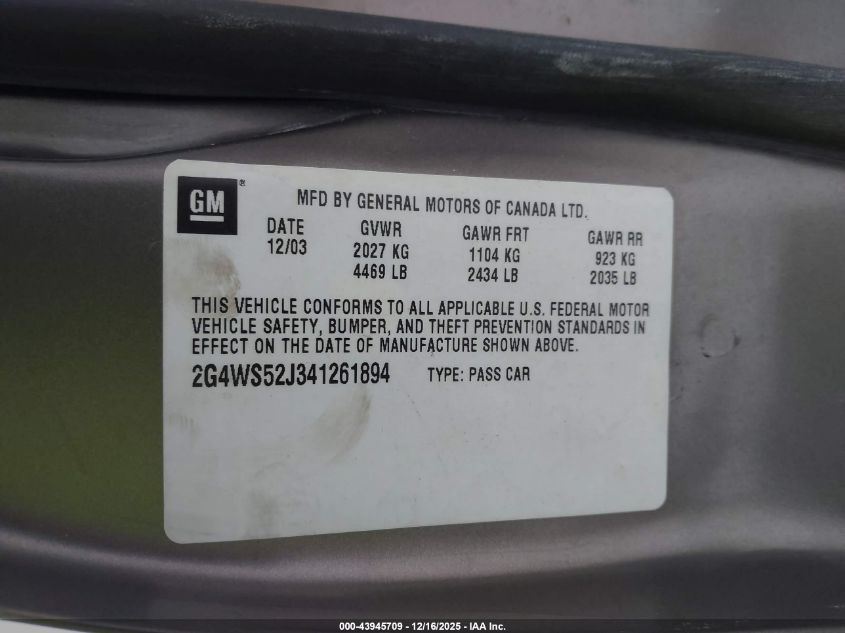 GM®
MFD BY GENERAL MOTORS OF CANADA LTD.
DATE GVWR GAWR FRT GAWR RR
12/03 2027 KG 1104 KG 923 KG
4469 LB 2434 LB 2035 LB
THIS VEHICLE CONFORMS TO ALL APPLICABLE U.S. FEDERAL MOTOR
VEHICLE SAFETY, BUMPER, AND THEFT PREVENTION STANDARDS IN
EFFECT ON THE DATE OF MANUFACTURE SHOWN ABOVE.
2G4WS52J341261894 TYPE: PASS CAR
000-43945709 - 12/16/2025 - IAA Inc.